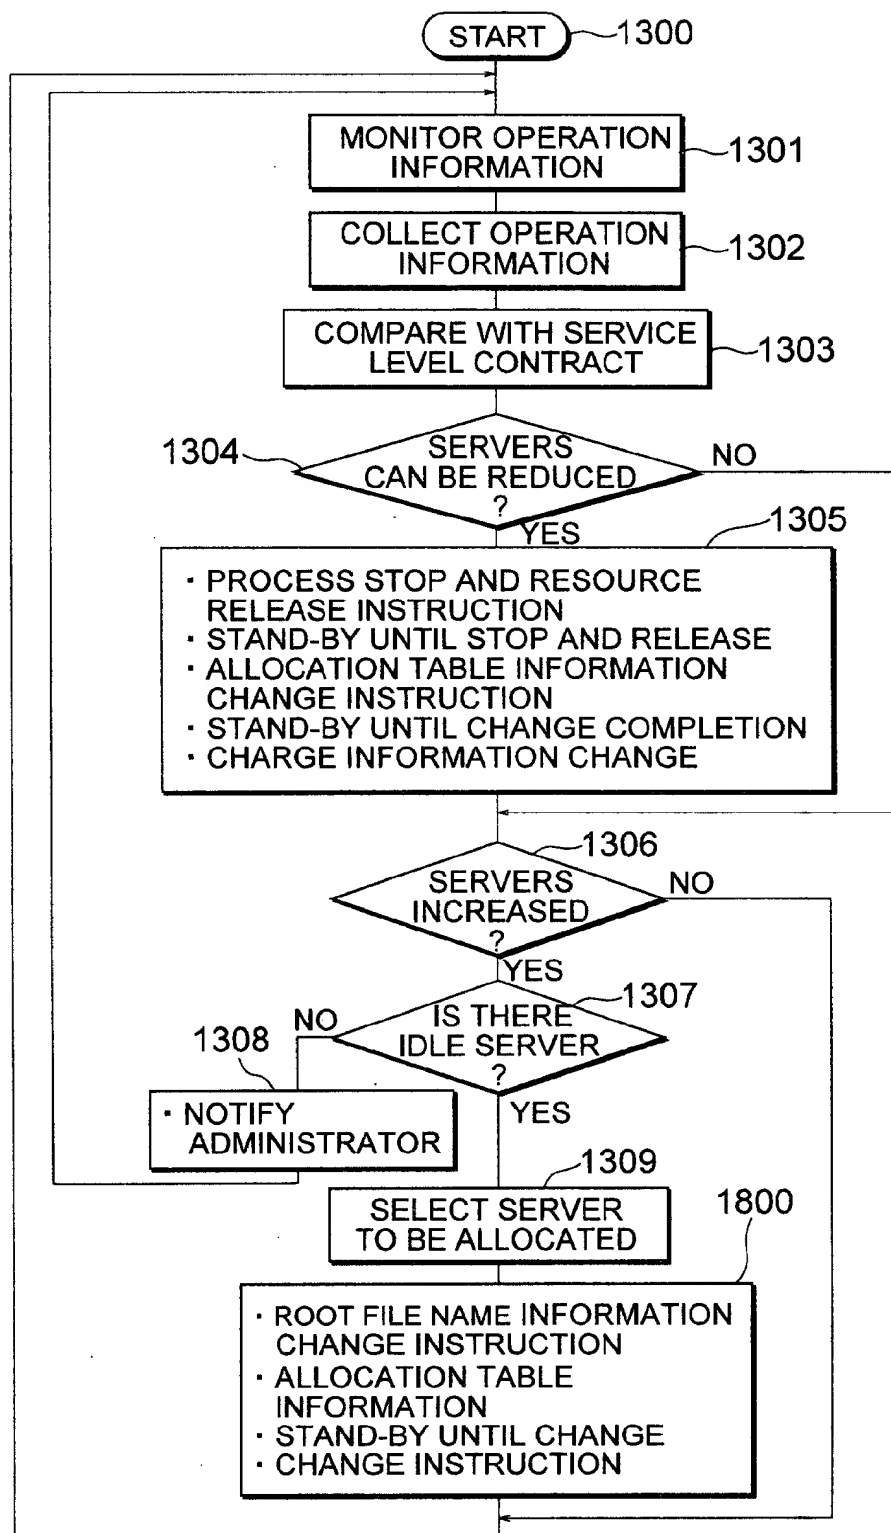 START
1300
MONITOR OPERATION
INFORMATION
1301
COLLECT OPERATION
INFORMATION
1302
COMPARE WITH SERVICE
LEVEL CONTRACT
1303
1304
SERVERS
CAN BE REDUCED
?
NO
YES
1305
· PROCESS STOP AND RESOURCE
RELEASE INSTRUCTION
· STAND-BY UNTIL STOP AND RELEASE
· ALLOCATION TABLE INFORMATION
CHANGE INSTRUCTION
· STAND-BY UNTIL CHANGE COMPLETION
· CHARGE INFORMATION CHANGE
1306
SERVERS
INCREASED
?
NO
YES
1307
IS THERE
IDLE SERVER
?
NO
YES
1308
· NOTIFY
ADMINISTRATOR
1309
SELECT SERVER
TO BE ALLOCATED
1800
· ROOT FILE NAME INFORMATION
CHANGE INSTRUCTION
· ALLOCATION TABLE
INFORMATION
· STAND-BY UNTIL CHANGE
· CHANGE INSTRUCTION